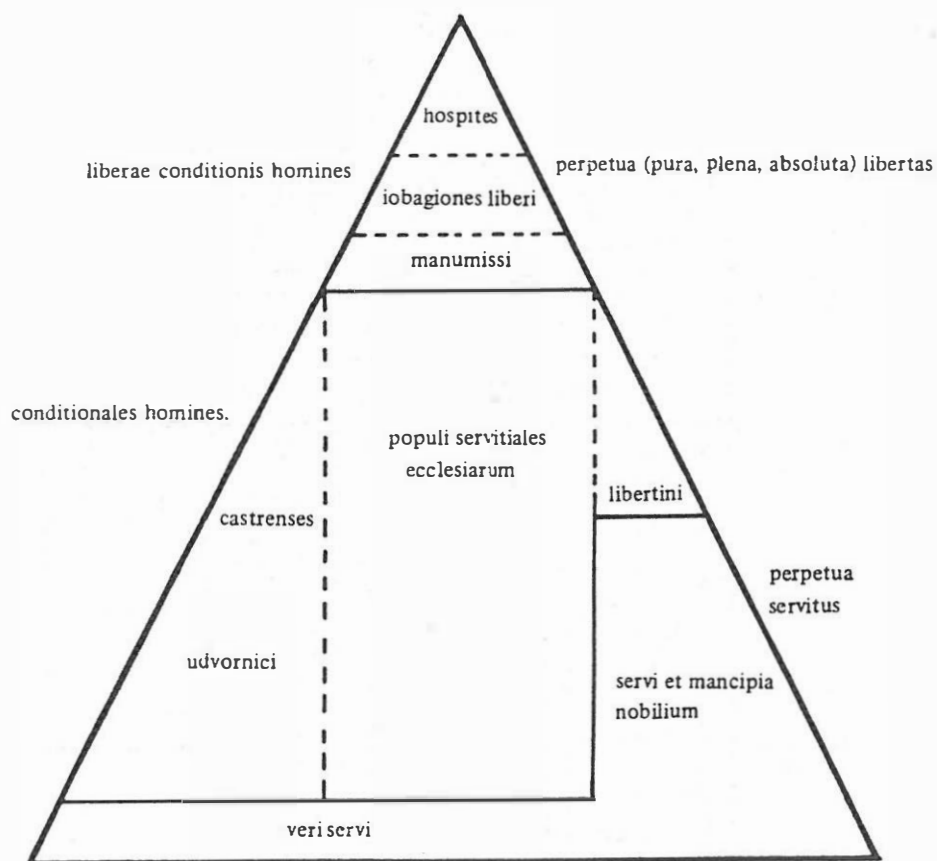 hospites
liberae conditionis homines
perpetua (pura, plena, absoluta) libertas
iobagiones liberi
manumissi
conditionales homines.
populi servitiales
ecclesiarum
libertini
castrenses
perpetua
servitus
udvornici
servi et mancipia
nobilium
veri servi